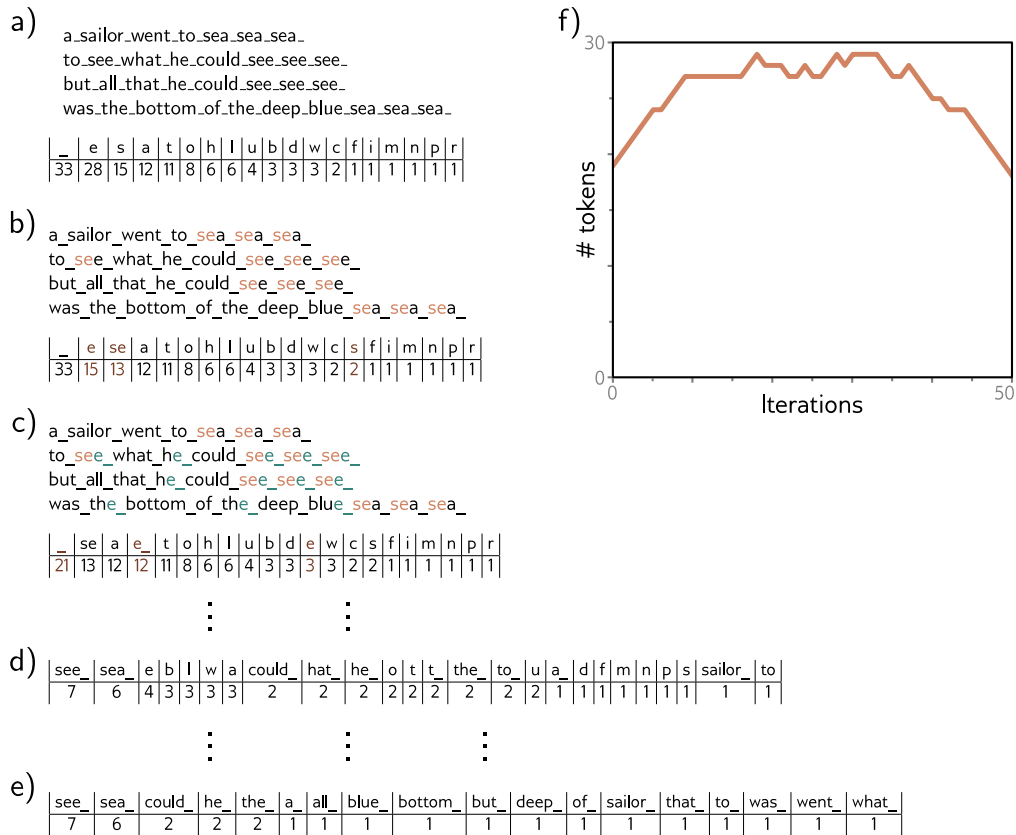 a)
a_sailor_went_to_sea_sea_sea_
to_see_what_he_could_see_see_see_
but_all_that_he_could_see_see_see_
was_the_bottom_of_the_deep_blue_sea_sea_sea_
_ e s a t o h l u b d w c f i m n p r
33 28 15 12 11 8 6 6 4 3 3 3 2 1 1 1 1 1 1
b)
a_sailor_went_to_sea_sea_sea_
to_see_what_he_could_see_see_see_
but_all_that_he_could_see_see_see_
was_the_bottom_of_the_deep_blue_sea_sea_sea_
_ e se a t o h l u b d w c s f i m n p r
33 15 13 12 11 8 6 6 4 3 3 3 2 2 1 1 1 1 1 1
c)
a_sailor_went_to_sea_sea_sea_
to_see_what_he_could_see_see_see_
but_all_that_he_could_see_see_see_
was_the_bottom_of_the_deep_blue_sea_sea_sea_
_ se a e_ t o h l u b d e w c s f i m n p r
21 13 12 12 11 8 6 6 4 3 3 3 3 2 2 1 1 1 1 1 1
d)
see_ sea_ e b l w a could_ hat_ he_ o t t_ the_ to_ u a_ d f m n p s sailor_ to
7 6 4 3 3 3 3 2 2 2 2 2 2 2 2 2 1 1 1 1 1 1 1 1 1
e)
see_ sea_ could_ he_ the_ a_ all_ blue_ bottom_ but_ deep_ of_ sailor_ that_ to_ was_ went_ what_
7 6 2 2 2 1 1 1 1 1 1 1 1 1 1 1 1 1
f)
30
# tokens
0
0 50
Iterations